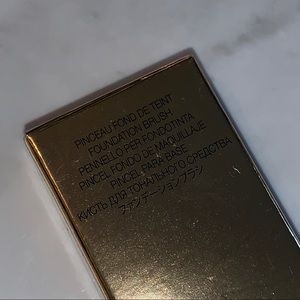 PINCEAU FOND DE TEINT
FOUNDATION BRUSH
PENNELLO PER FONDOTINTA
PINCEL FONDO DE MAQUILLAJE
PINCEL PARA BASE
КИСТЬ ДЛЯ ТОНАЛЬНОГО СРЕДСТВА
ファンデーションブラシ